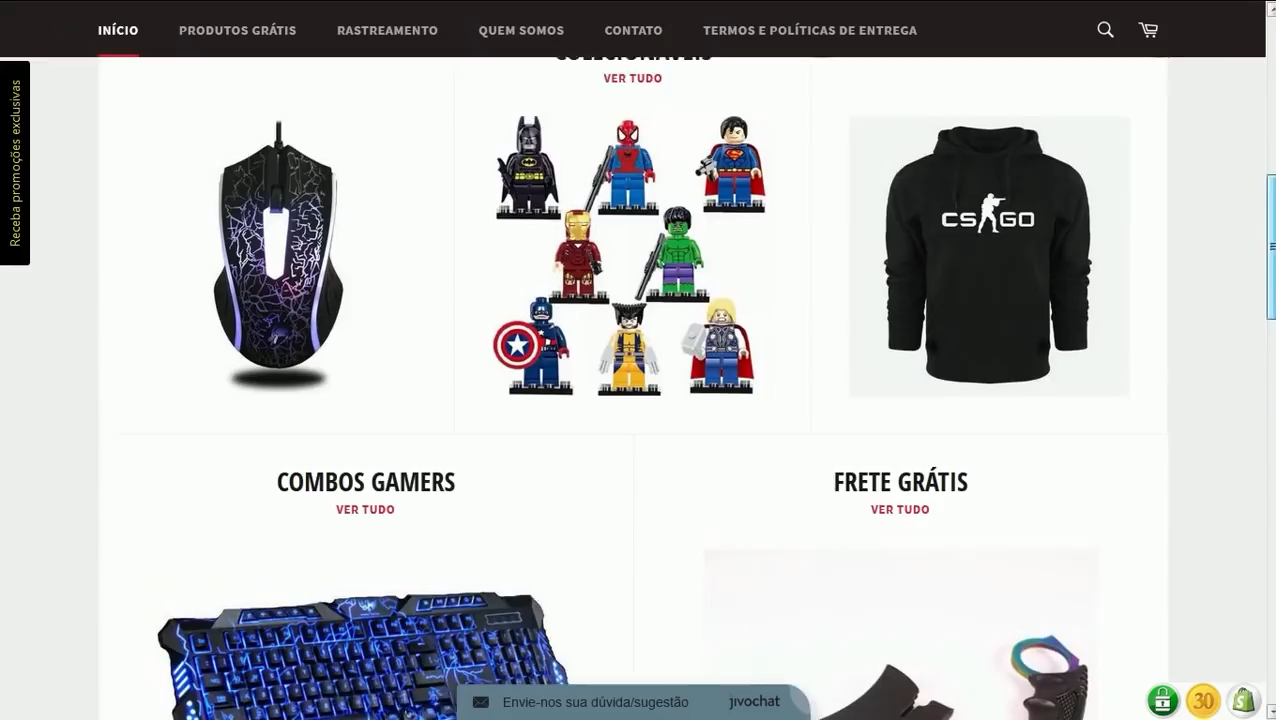 INÍCIO PRODUTOS GRÁTIS RASTREAMENTO QUEM SOMOS CONTATO TERMOS E POLÍTICAS DE ENTREGA
COLECIONÁVEIS
VER TUDO
Receba promoções exclusivas
CS GO
COMBOS GAMERS
VER TUDO
FRETE GRÁTIS
VER TUDO
Envie-nos sua dúvida/sugestão jivochat
30